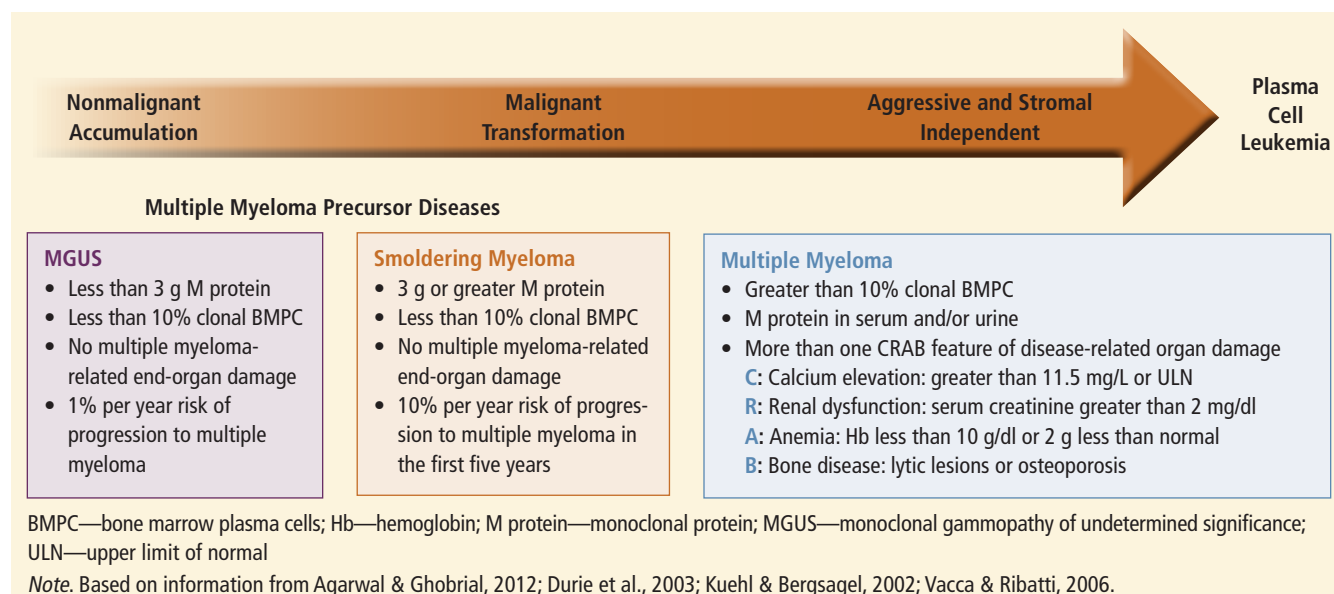 Nonmalignant
Accumulation
Malignant
Transformation
Aggressive and Stromal
Independent
Plasma
Cell
Leukemia
Multiple Myeloma Precursor Diseases
MGUS
• Less than 3 g M protein
• Less than 10% clonal BMPC
• No multiple myeloma-
related end-organ damage
• 1% per year risk of
progression to multiple
myeloma
Smoldering Myeloma
• 3 g or greater M protein
• Less than 10% clonal BMPC
• No multiple myeloma-related
end-organ damage
• 10% per year risk of progres-
sion to multiple myeloma in
the first five years
Multiple Myeloma
• Greater than 10% clonal BMPC
• M protein in serum and/or urine
• More than one CRAB feature of disease-related organ damage
C: Calcium elevation: greater than 11.5 mg/L or ULN
R: Renal dysfunction: serum creatinine greater than 2 mg/dl
A: Anemia: Hb less than 10 g/dl or 2 g less than normal
B: Bone disease: lytic lesions or osteoporosis
BMPC—bone marrow plasma cells; Hb—hemoglobin; M protein—monoclonal protein; MGUS—monoclonal gammopathy of undetermined significance;
ULN—upper limit of normal
Note. Based on information from Agarwal & Ghobrial, 2012; Durie et al., 2003; Kuehl & Bergsagel, 2002; Vacca & Ribatti, 2006.